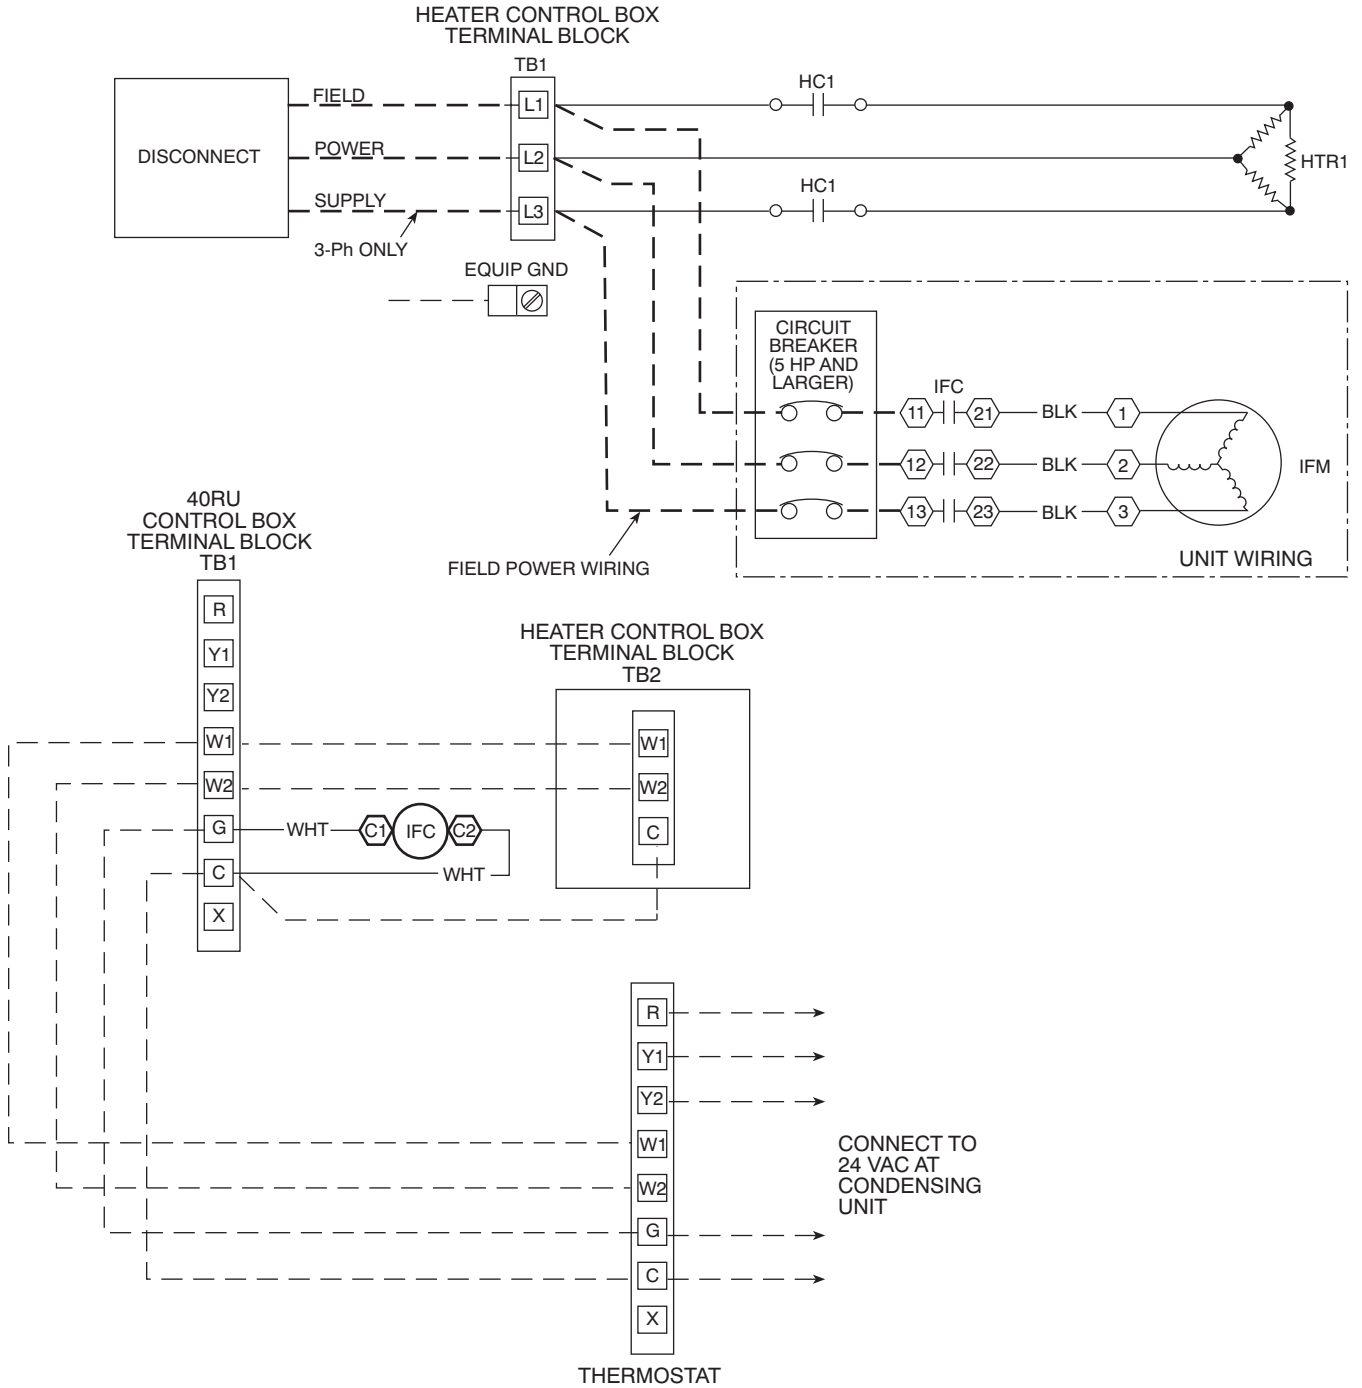 HEATER CONTROL BOX
TERMINAL BLOCK
TB1
DISCONNECT
FIELD
POWER
SUPPLY
3-Ph ONLY
L1
L2
L3
HC1
HC1
HTR1
EQUIP GND
CIRCUIT
BREAKER
(5 HP AND
LARGER)
IFC
11 21 BLK 1
12 22 BLK 2
13 23 BLK 3
IFM
UNIT WIRING
FIELD POWER WIRING
40RU
CONTROL BOX
TERMINAL BLOCK
TB1
R
Y1
Y2
W1
W2
G
C
X
WHT C1 IFC C2
WHT
HEATER CONTROL BOX
TERMINAL BLOCK
TB2
W1
W2
C
R
Y1
Y2
W1
W2
G
C
X
THERMOSTAT
CONNECT TO
24 VAC AT
CONDENSING
UNIT